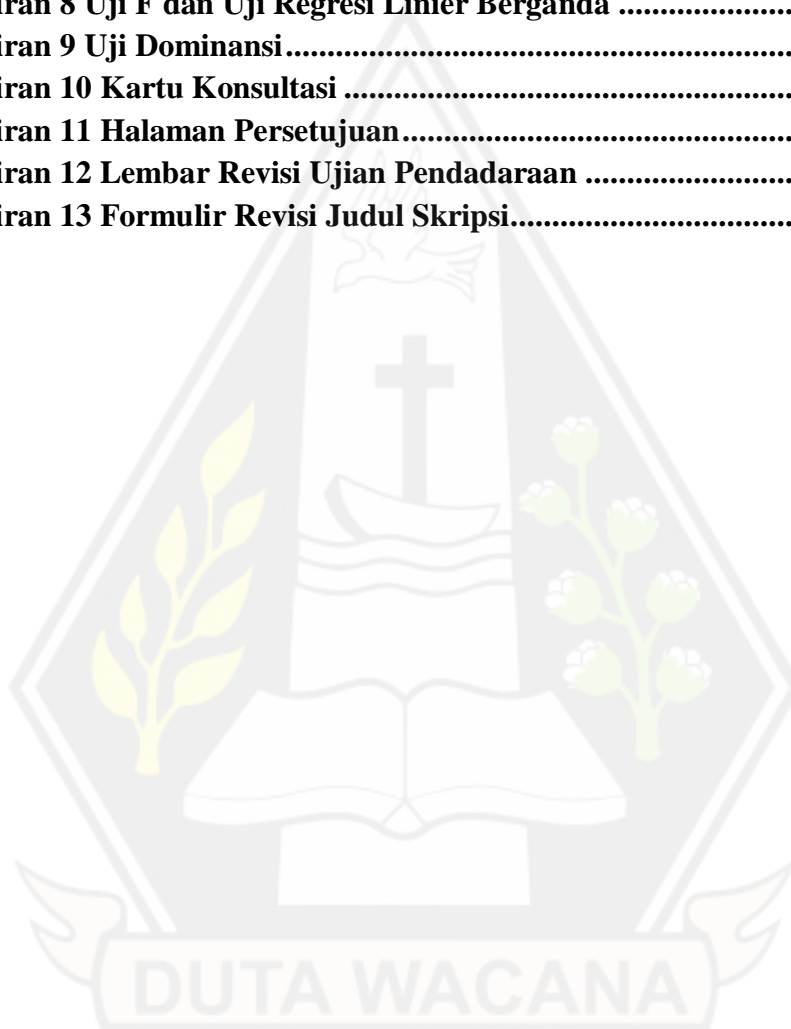 iran 8 Uji F dan Uji Regresi Linier Berganda ......................
iran 9 Uji Dominansi.............................................................
iran 10 Kartu Konsultasi ......................................................
iran 11 Halaman Persetujuan...............................................
iran 12 Lembar Revisi Ujian Pendadaraan .........................
iran 13 Formulir Revisi Judul Skripsi..................................
DUTA WACANA